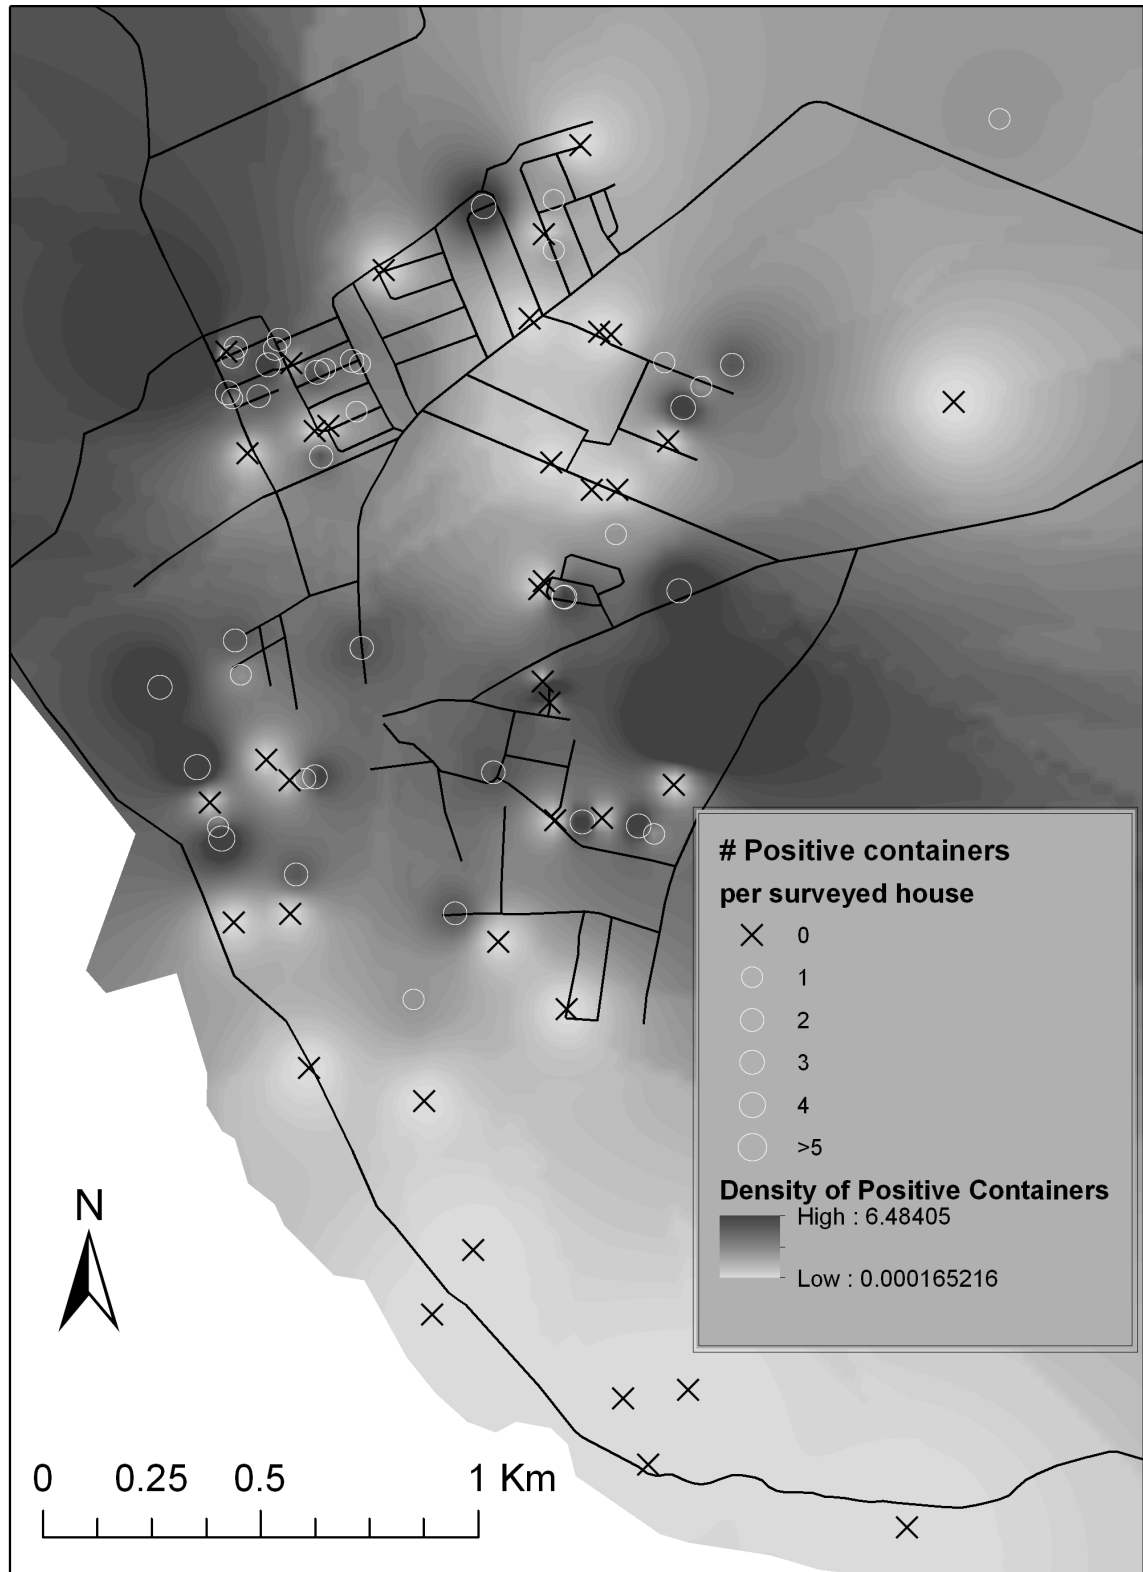 # Positive containers
per surveyed house
0
1
2
3
4
>5
Density of Positive Containers
High : 6.48405
Low : 0.000165216
N
0 0.25 0.5 1 Km